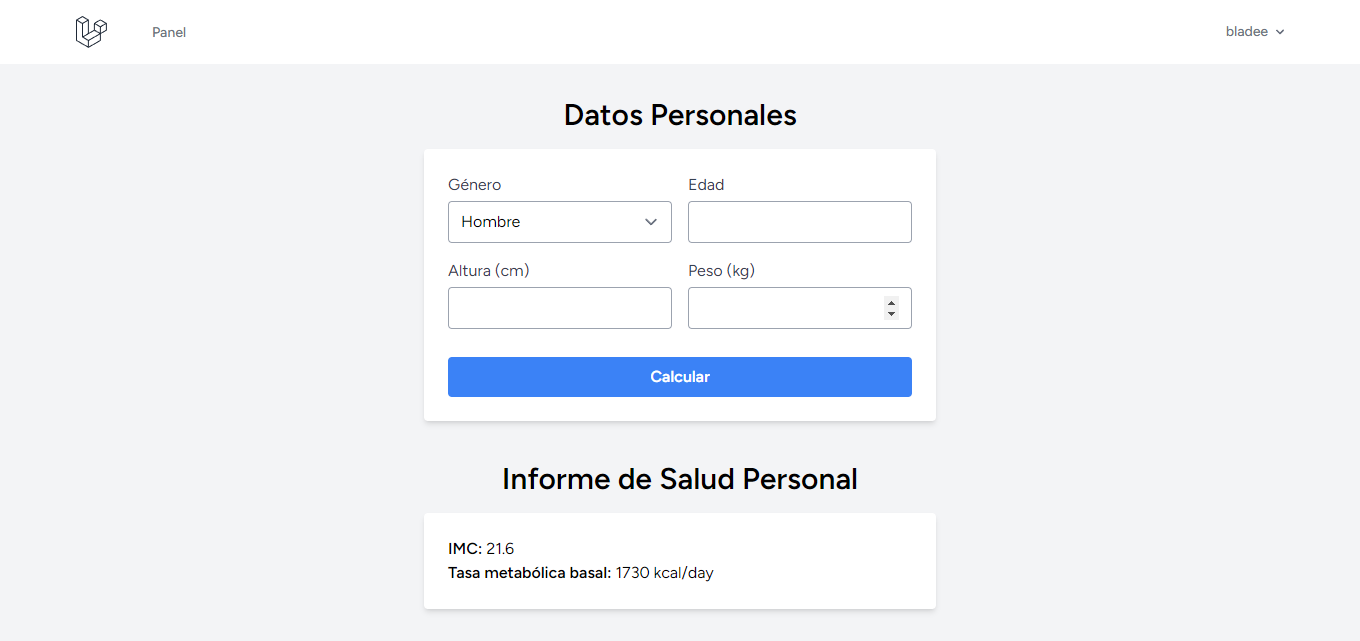 Panel
bladee
Datos Personales
Género
Edad
Hombre
Altura (cm)
Peso (kg)
Calcular
Informe de Salud Personal
IMC: 21.6
Tasa metabólica basal: 1730 kcal/day